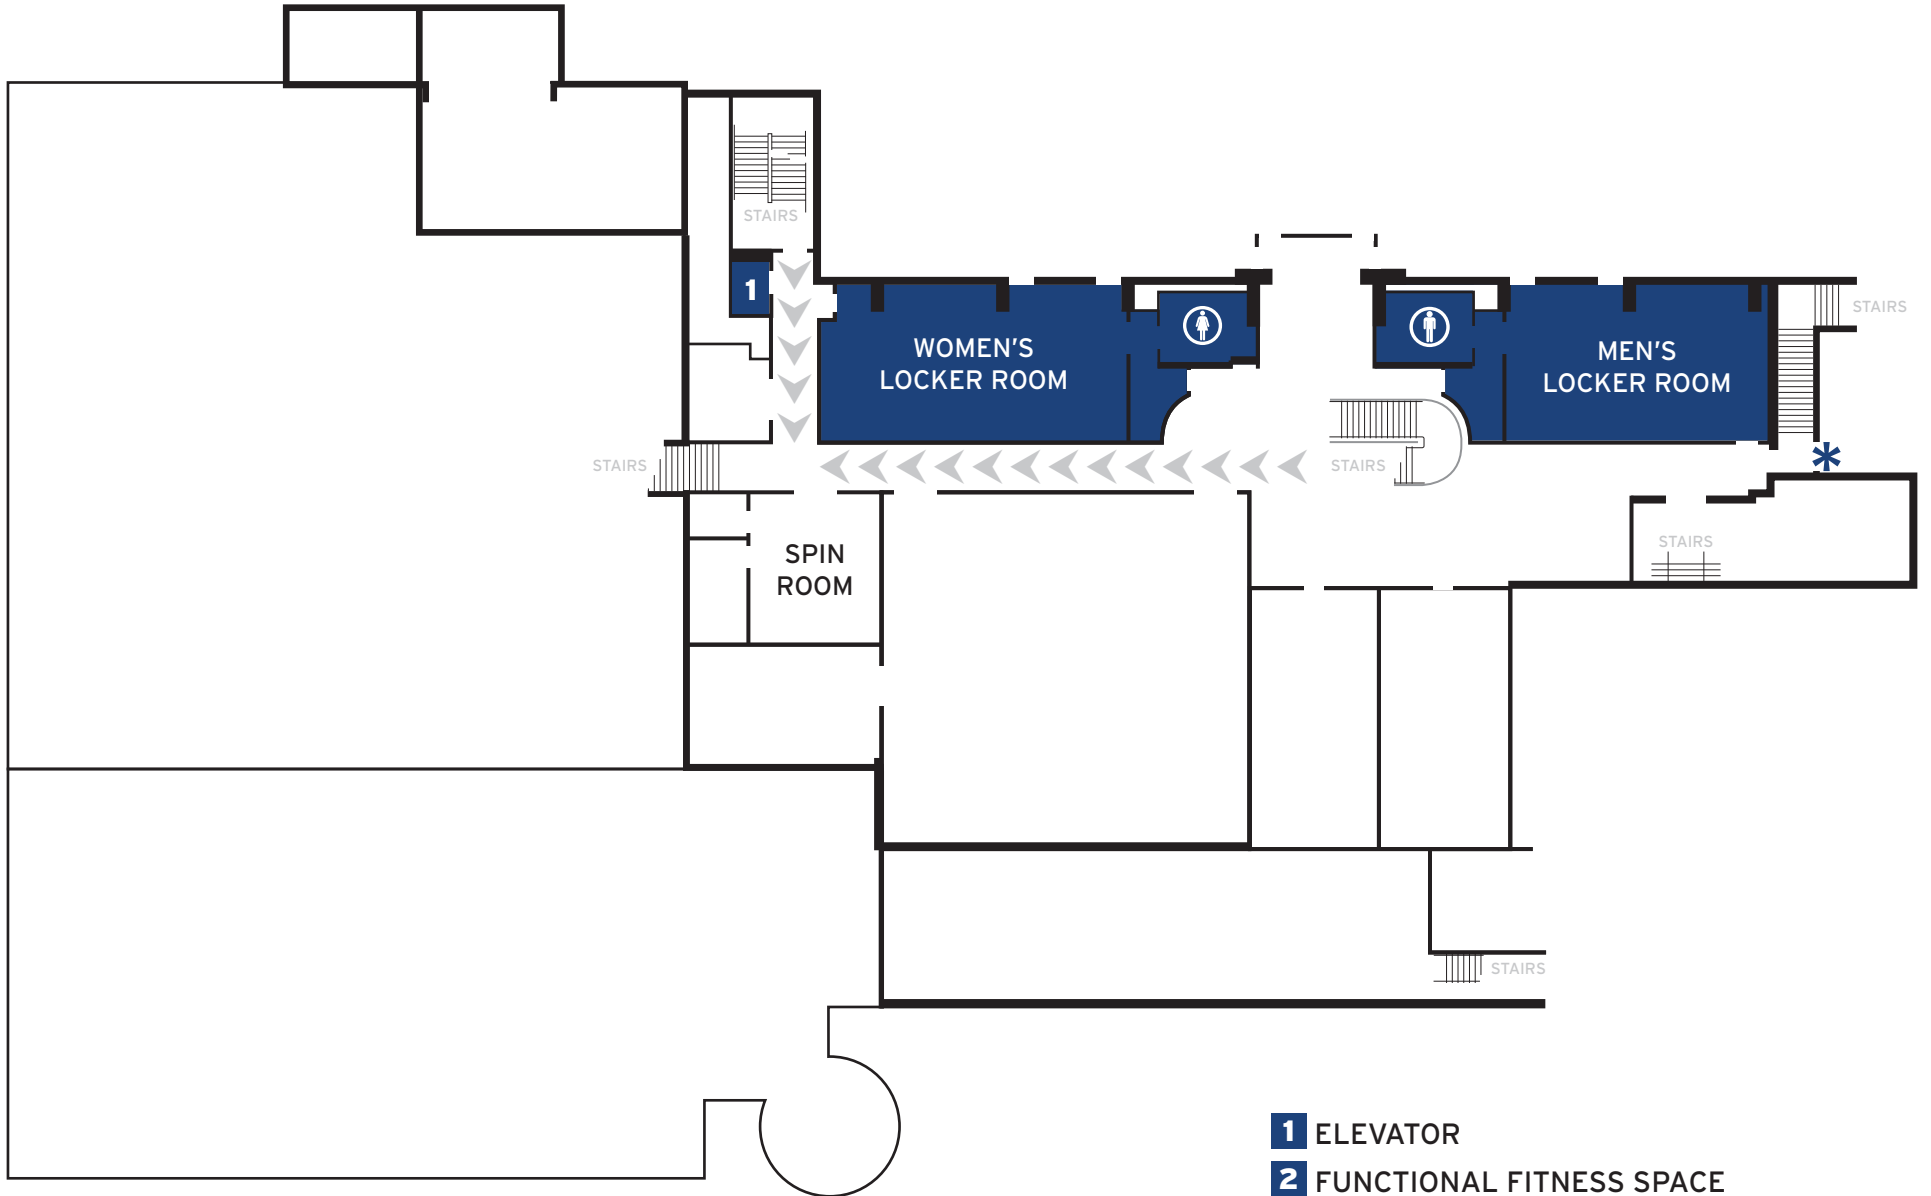 STAIRS
1
STAIRS
WOMEN'S
LOCKER ROOM
MEN'S
LOCKER ROOM
STAIRS
STAIRS
*
STAIRS
SPIN
ROOM
STAIRS
1 ELEVATOR
2 FUNCTIONAL FITNESS SPACE